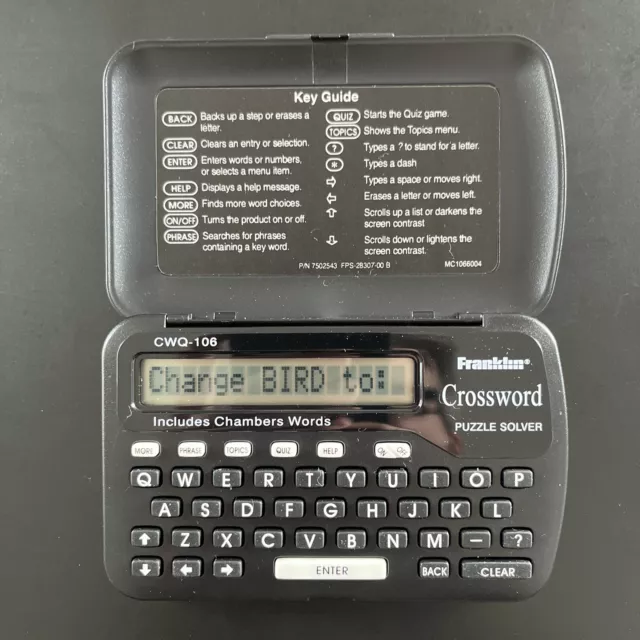 Key Guide
BACK Backs up a step or erases a
letter.
CLEAR Clears an entry or selection.
ENTER Enters words or numbers,
or selects a menu item.
HELP Displays a help message.
MORE Finds more word choices.
ON/OFF Turns the product on or off.
PHRASE Searches for phrases
containing a key word.
QUIZ Starts the Quiz game.
TOPICS Shows the Topics menu.
? Types a ? to stand for a letter.
* Types a dash
⇨ Types a space or moves right.
⇦ Erases a letter or moves left.
⇧ Scrolls up a list or darkens the
screen contrast
⇩ Scrolls down or lightens the
screen contrast.
P/N 7502543 FPS-28307-00 B MC1066004
CWQ-106
Franklin®
Change BIRD to:
Crossword
Includes Chambers Words
PUZZLE SOLVER
MORE PHRASE TOPICS QUIZ HELP
Q W E R T Y U I O P
A S D F G H J K L
Z X C V B N M — ?
ENTER BACK CLEAR